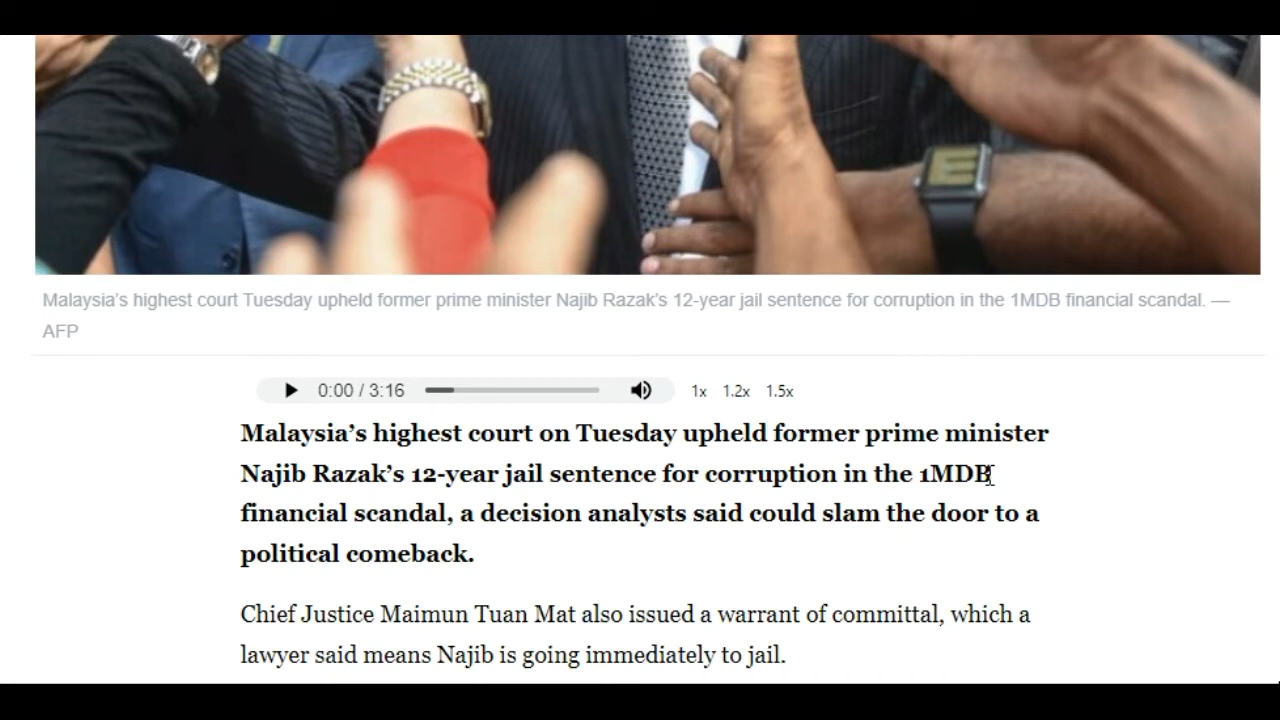 Malaysia’s highest court Tuesday upheld former prime minister Najib Razak’s 12-year jail sentence for corruption in the 1MDB financial scandal. —
AFP
0:00 / 3:16 1x 1.2x 1.5x
Malaysia’s highest court on Tuesday upheld former prime minister
Najib Razak’s 12-year jail sentence for corruption in the 1MDB
financial scandal, a decision analysts said could slam the door to a
political comeback.
Chief Justice Maimun Tuan Mat also issued a warrant of committal, which a
lawyer said means Najib is going immediately to jail.